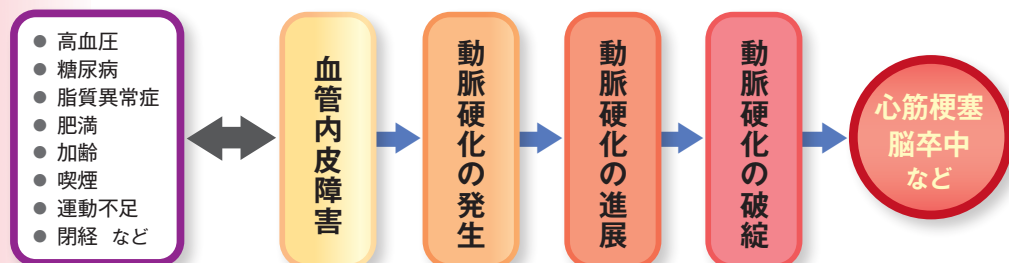 ● 高血圧
● 糖尿病
● 脂質異常症
● 肥満
● 加齢
● 喫煙
● 運動不足
● 閉経 など
血管内皮障害
動脈硬化の発生
動脈硬化の進展
動脈硬化の破綻
心筋梗塞
脳卒中
など